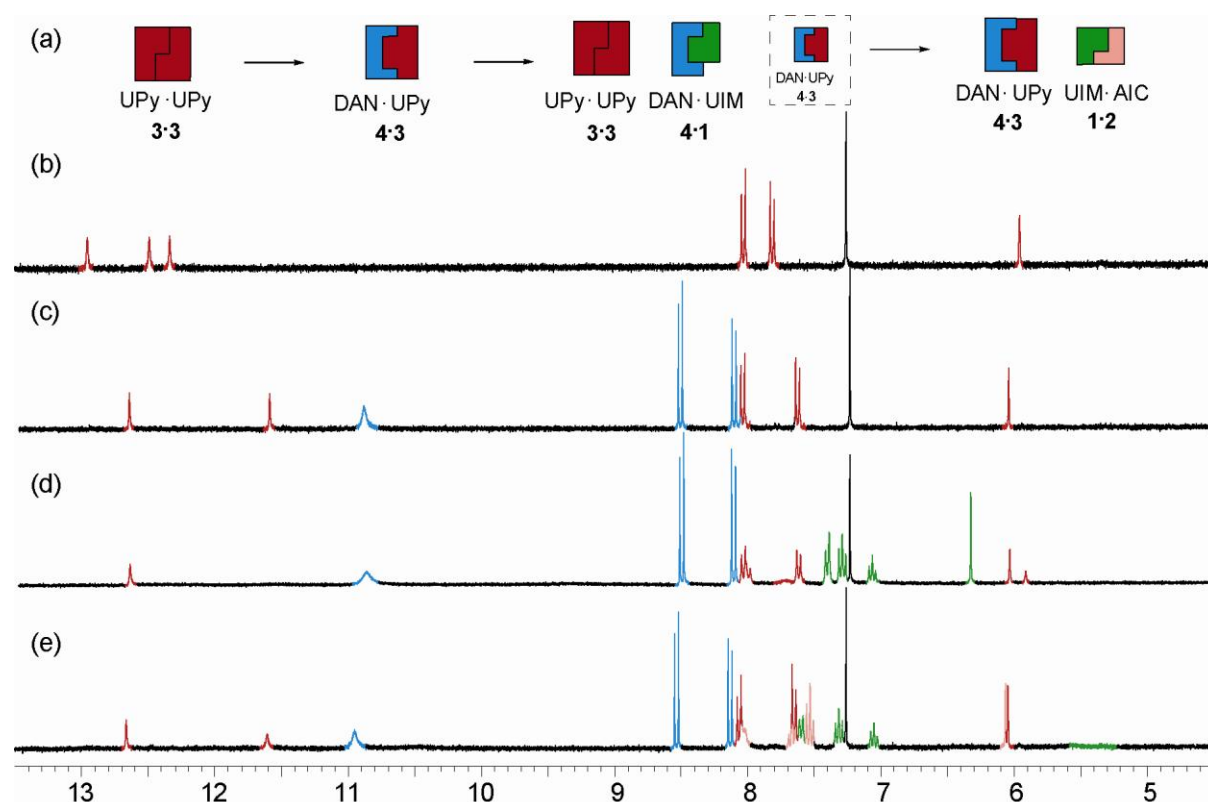 (a)
UPy · UPy
3·3
DAN · UPy
4·3
UPy · UPy
3·3
DAN · UIM
4·1
DAN · UPy
4·3
DAN · UPy
4·3
UIM · AIC
1·2
(b)
(c)
(d)
(e)
13 12 11 10 9 8 7 6 5